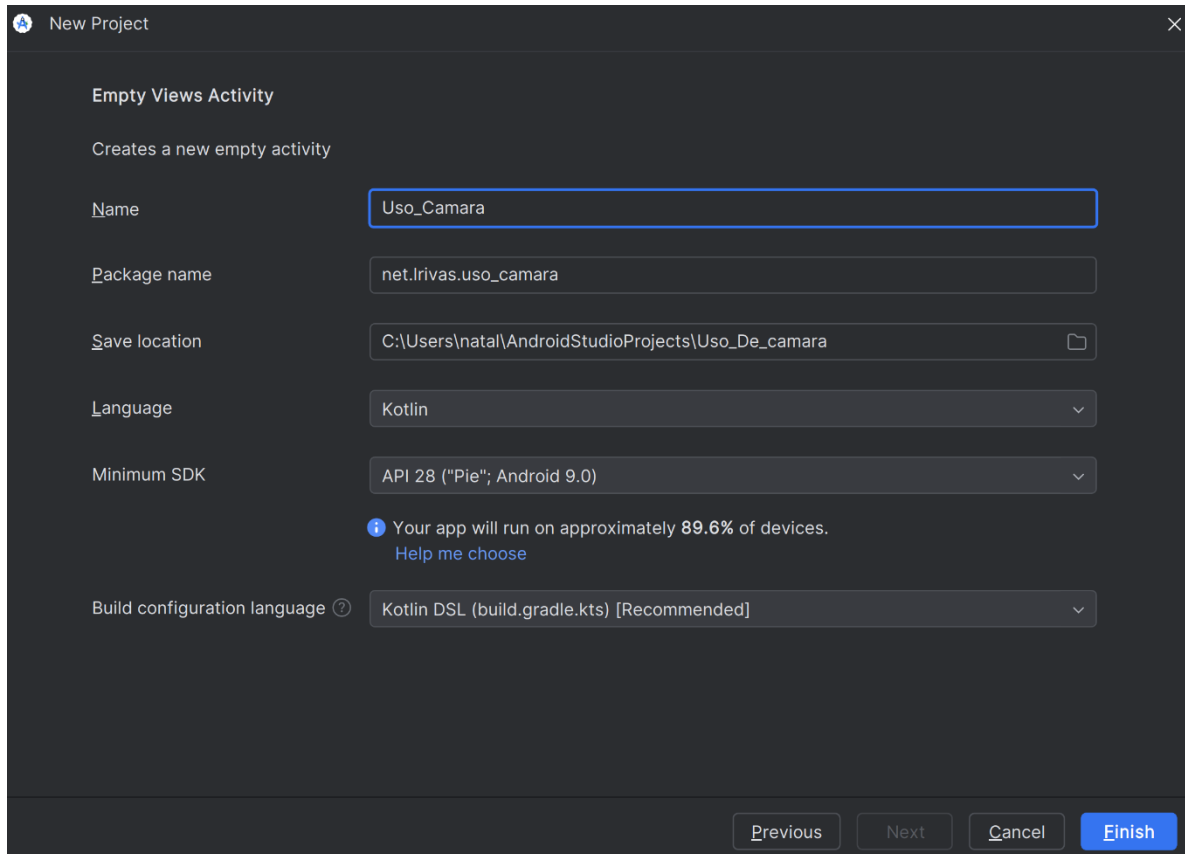 New Project
Empty Views Activity
Creates a new empty activity
Name
Uso_Camara
Package name
net.lrivas.uso_camara
Save location
C:\Users\natal\AndroidStudioProjects\Uso_De_camara
Language
Kotlin
Minimum SDK
API 28 ("Pie"; Android 9.0)
Your app will run on approximately 89.6% of devices.
Help me choose
Build configuration language ?
Kotlin DSL (build.gradle.kts) [Recommended]
Previous
Next
Cancel
Finish